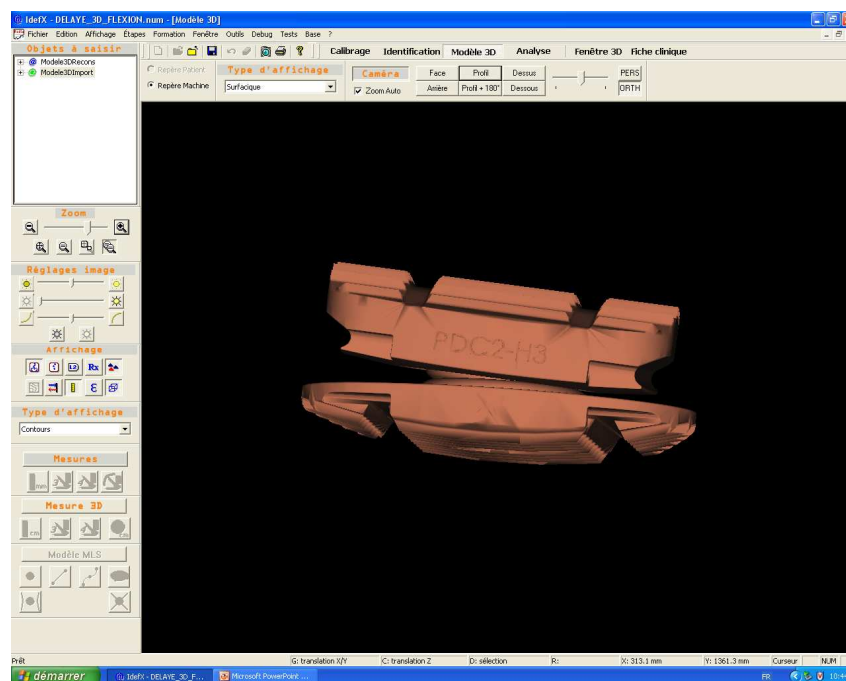 IdefX - DELAYE_3D_FLEXION.num - [Modèle 3D]
Fichier Edition Affichage Étapes Formation Fenêtre Outils Debug Tests Base ?
Objets à saisir
Calibrage Identification Modèle 3D Analyse Fenêtre 3D Fiche clinique
Modele3DRecons
Modele3DImport
Repère Patient
Repère Machine
Type d'affichage
Surfacique
Caméra
Zoom Auto
Face Profil Dessus
Arrière Profil + 180° Dessous
PERS
ORTH
Zoom
Réglages image
Affichage
L2 Rx
Type d'affichage
Contours
PDC2-H3
Mesures
mm
Mesure 3D
Modèle MLS
Prêt
G: translation X/Y C: translation Z D: sélection R: X: 313.1 mm Y: 1361.3 mm Curseur NUM
démarrer IdefX - DELAYE_3D_F... Microsoft PowerPoint ... FR